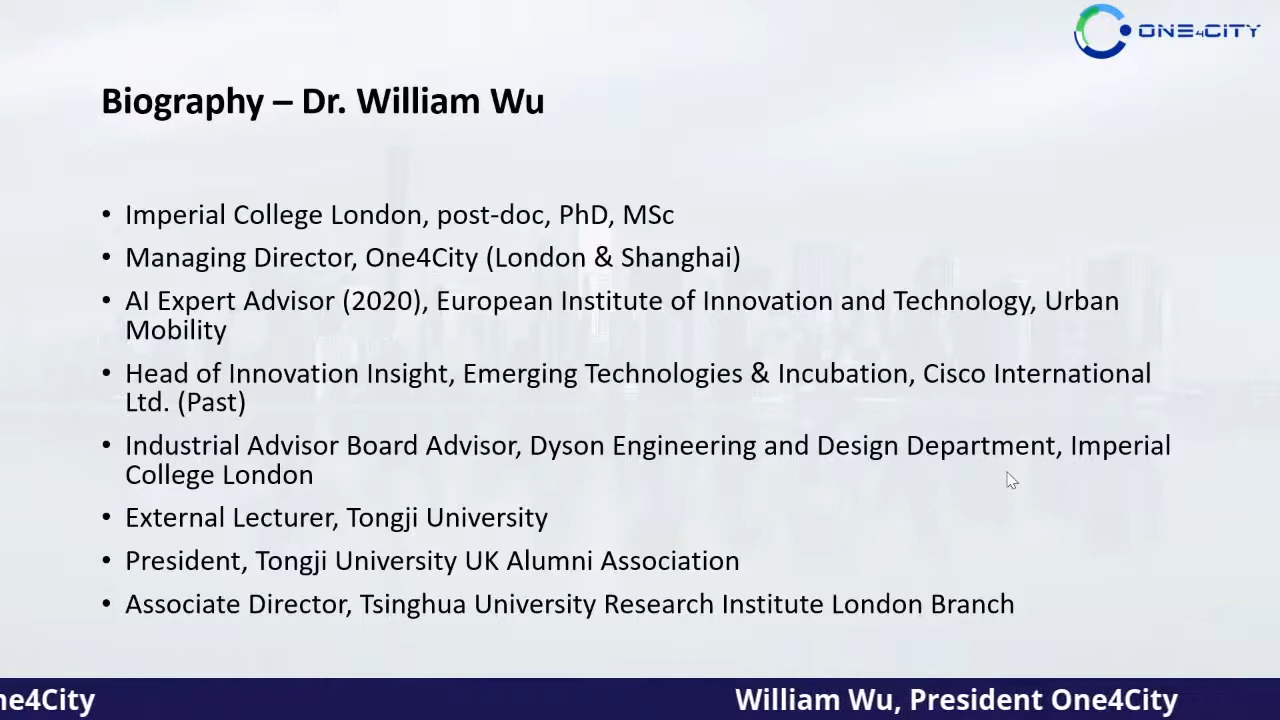 ONE4CITY
Biography – Dr. William Wu
• Imperial College London, post-doc, PhD, MSc
• Managing Director, One4City (London & Shanghai)
• AI Expert Advisor (2020), European Institute of Innovation and Technology, Urban
Mobility
• Head of Innovation Insight, Emerging Technologies & Incubation, Cisco International
Ltd. (Past)
• Industrial Advisor Board Advisor, Dyson Engineering and Design Department, Imperial
College London
• External Lecturer, Tongji University
• President, Tongji University UK Alumni Association
• Associate Director, Tsinghua University Research Institute London Branch
ne4City William Wu, President One4City